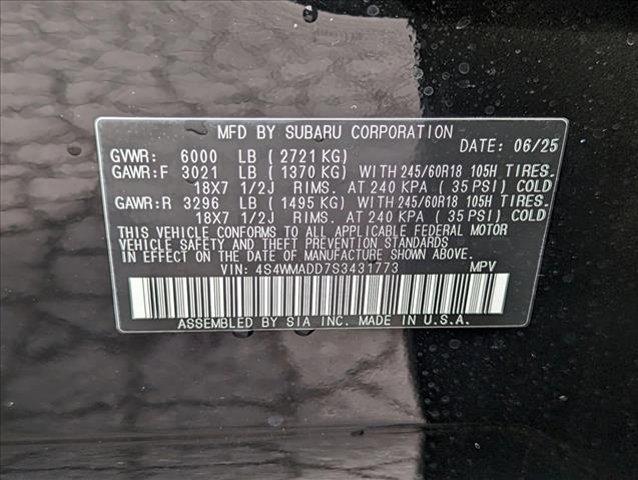 MFD BY SUBARU CORPORATION
DATE: 06/25
GVWR: 6000 LB (2721 KG)
GAWR:F 3021 LB (1370 KG) WITH 245/60R18 105H TIRES.
18X7 1/2J RIMS. AT 240 KPA (35 PSI) COLD
GAWR:R 3296 LB (1495 KG) WITH 245/60R18 105H TIRES.
18X7 1/2J RIMS. AT 240 KPA (35 PSI) COLD
THIS VEHICLE CONFORMS TO ALL APPLICABLE FEDERAL MOTOR
VEHICLE SAFETY AND THEFT PREVENTION STANDARDS
IN EFFECT ON THE DATE OF MANUFACTURE SHOWN ABOVE.
VIN: 4S4WMADD7S3431773 MPV
ASSEMBLED BY SIA INC. MADE IN U.S.A.